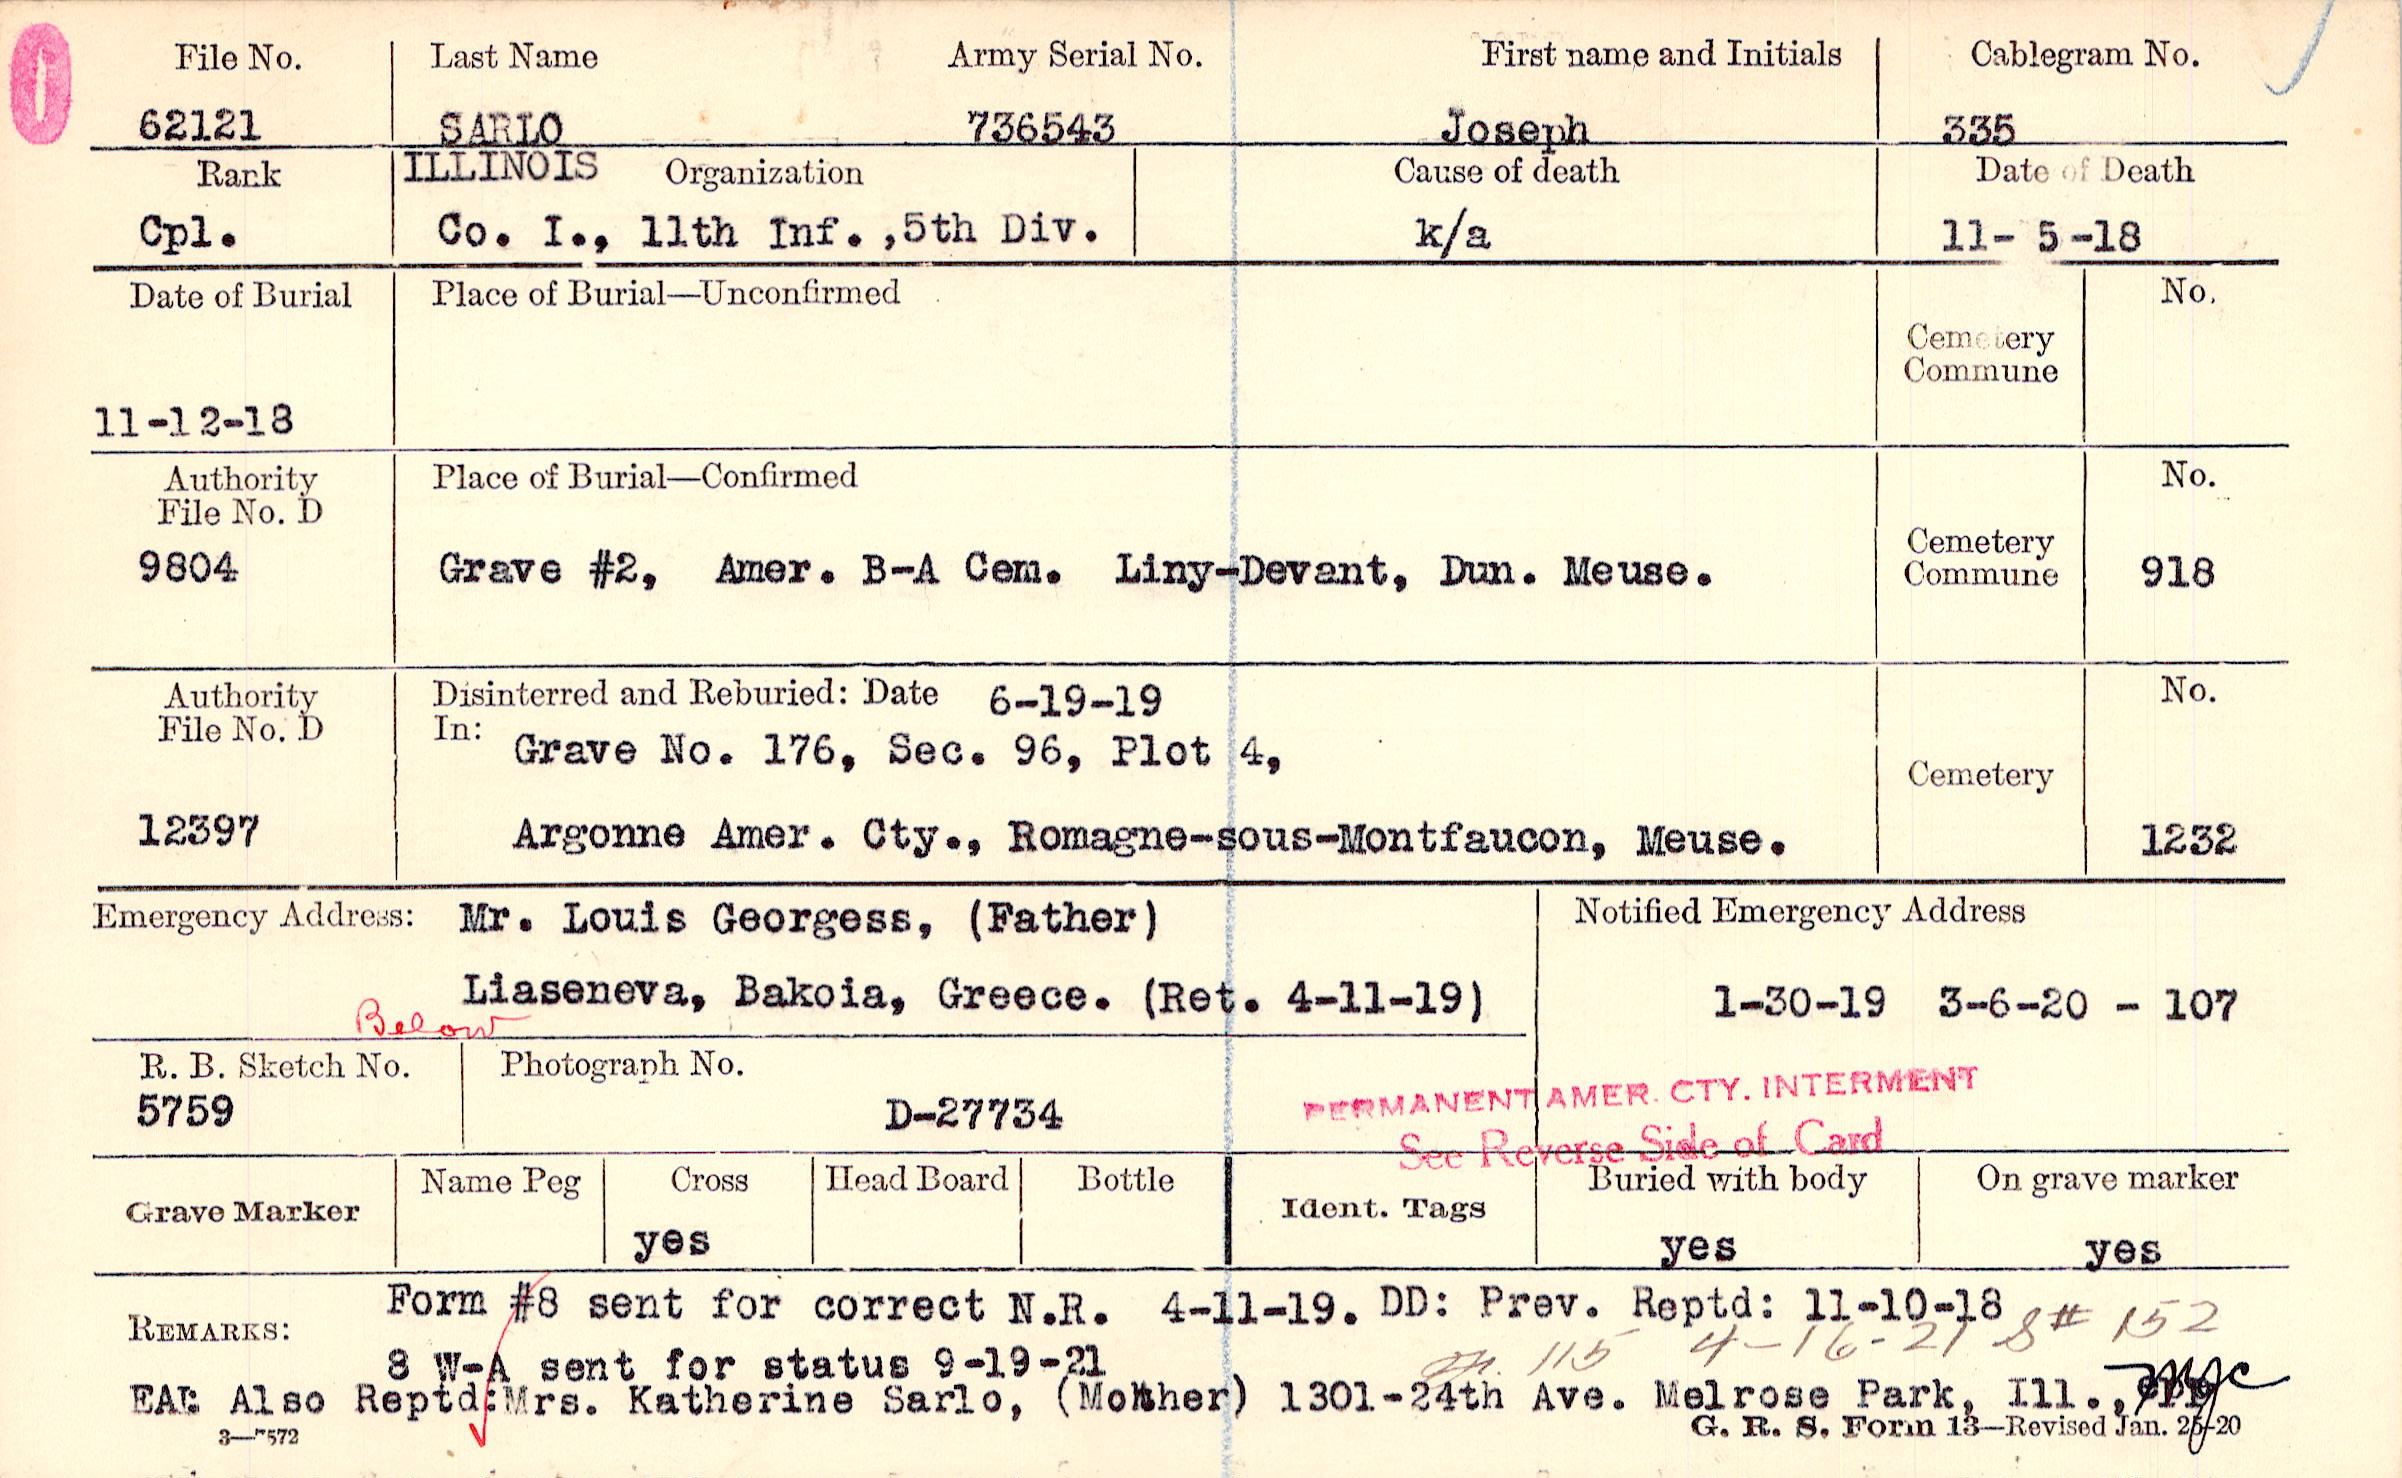 File No. Last Name Army Serial No. First name and Initials Cablegram No.
62121 SARLO 736543 Joseph 335
Rank ILLINOIS Organization Cause of death Date of Death
Cpl. Co. I., 11th Inf.,5th Div. k/a 11- 5 -18
Date of Burial Place of Burial—Unconfirmed No.
Cemetery
Commune
11-12-18
Authority Place of Burial—Confirmed No.
File No. D
Cemetery
9804 Grave #2, Amer. B-A Cem. Liny-Devant, Dun. Meuse. Commune 918
Authority Disinterred and Reburied: Date 6-19-19 No.
File No. D In:
Grave No. 176, Sec. 96, Plot 4,
Cemetery
12397 Argonne Amer. Cty., Romagne-sous-Montfaucon, Meuse. 1232
Emergency Address: Mr. Louis Georgess, (Father) Notified Emergency Address
Liaseneva, Bakoia, Greece. (Ret. 4-11-19) 1-30-19 3-6-20 - 107
Below
R. B. Sketch No. Photograph No.
5759 D-27734
PERMANENT AMER. CTY. INTERMENT
See Reverse Side of Card
Grave Marker Name Peg Cross Head Board Bottle Ident. Tags Buried with body On grave marker
yes yes yes
REMARKS: Form #8 sent for correct N.R. 4-11-19. DD: Prev. Reptd: 11-10-18
115 4-16-21 S# 152
8 W-A sent for status 9-19-21
EA: Also Reptd:Mrs. Katherine Sarlo, (Mother) 1301-24th Ave. Melrose Park, Ill.,
3—7572 G. R. S. Form 13—Revised Jan. 26-20